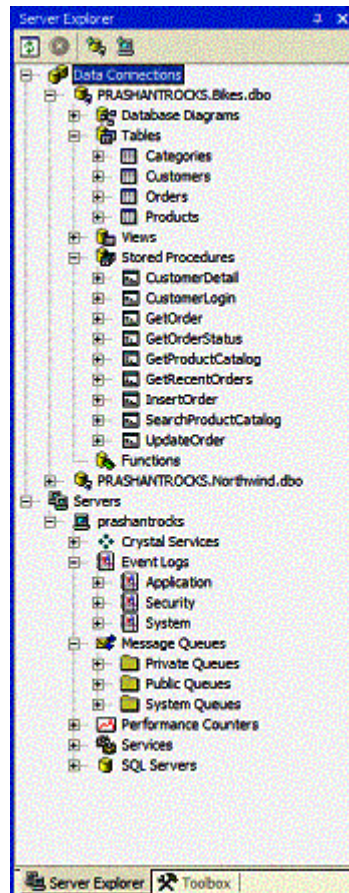 Server Explorer
Data Connections
PRASHANTROCKS.Bikes.dbo
Database Diagrams
Tables
Categories
Customers
Orders
Products
Views
Stored Procedures
CustomerDetail
CustomerLogin
GetOrder
GetOrderStatus
GetProductCatalog
GetRecentOrders
InsertOrder
SearchProductCatalog
UpdateOrder
Functions
PRASHANTROCKS.Northwind.dbo
Servers
prashantrocks
Crystal Services
Event Logs
Application
Security
System
Message Queues
Private Queues
Public Queues
System Queues
Performance Counters
Services
SQL Servers
Server Explorer Toolbox